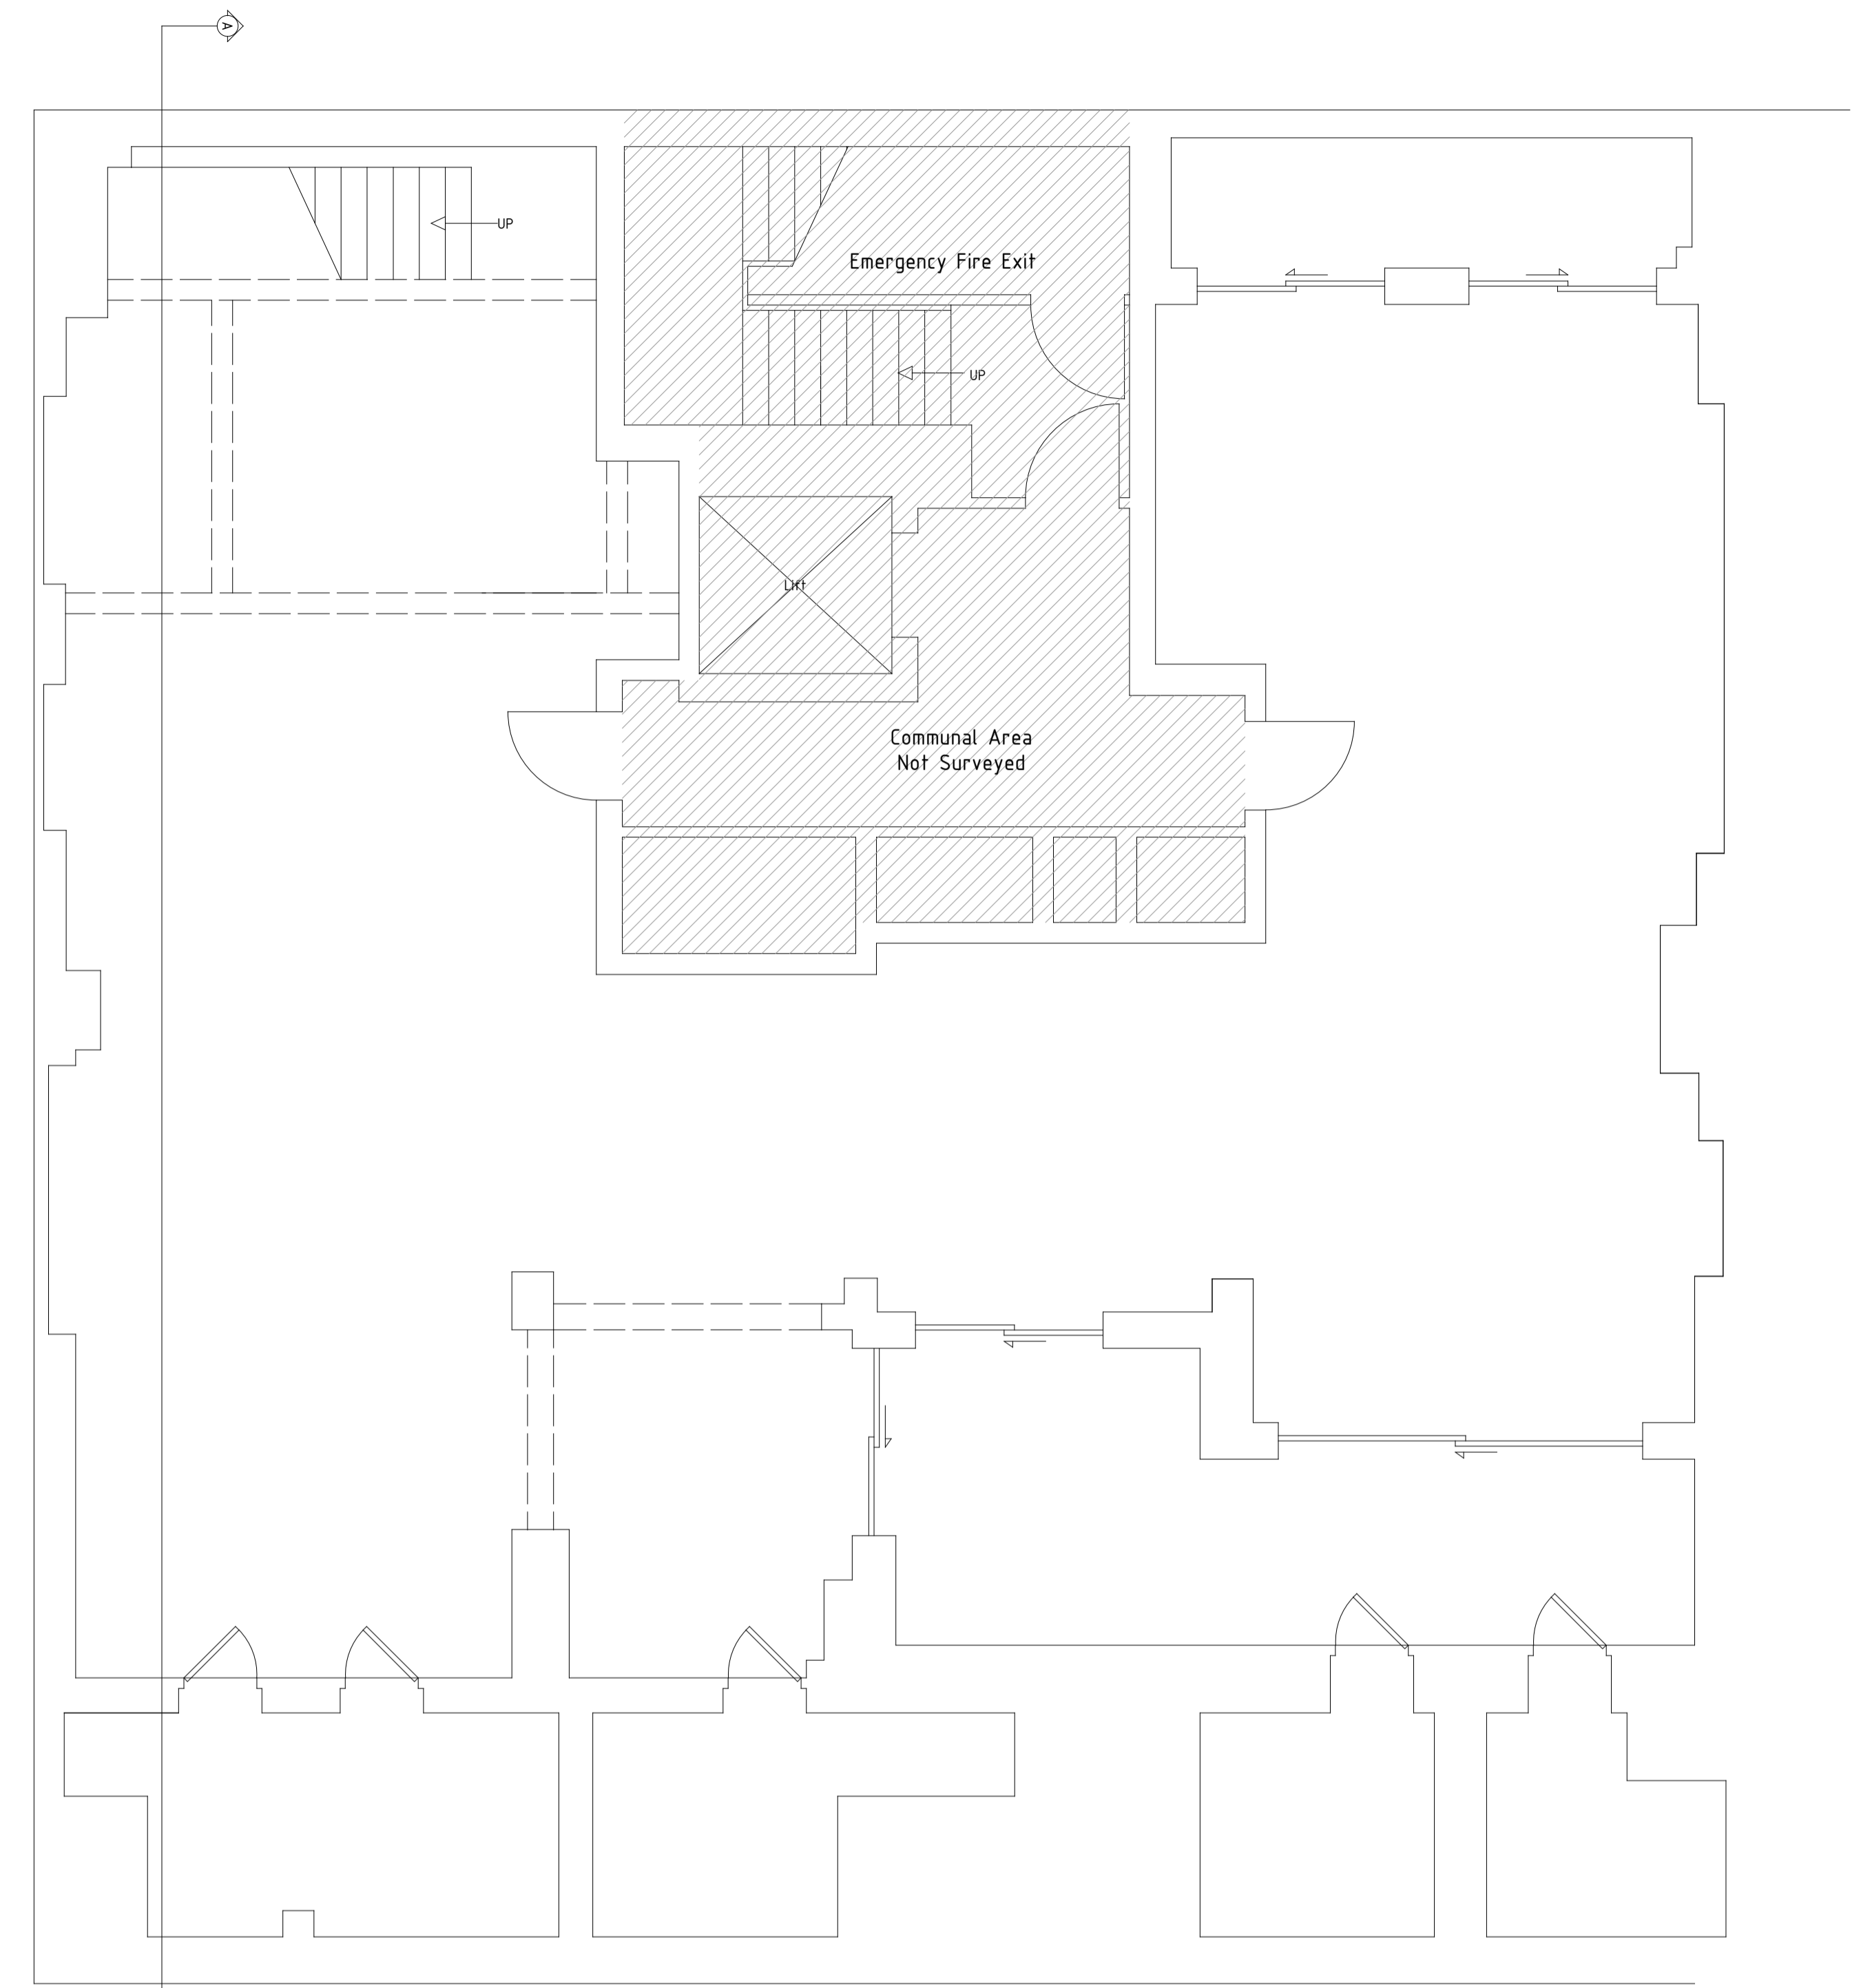 A
UP
Emergency Fire Exit
UP
Lift
Communal Area
Not Surveyed